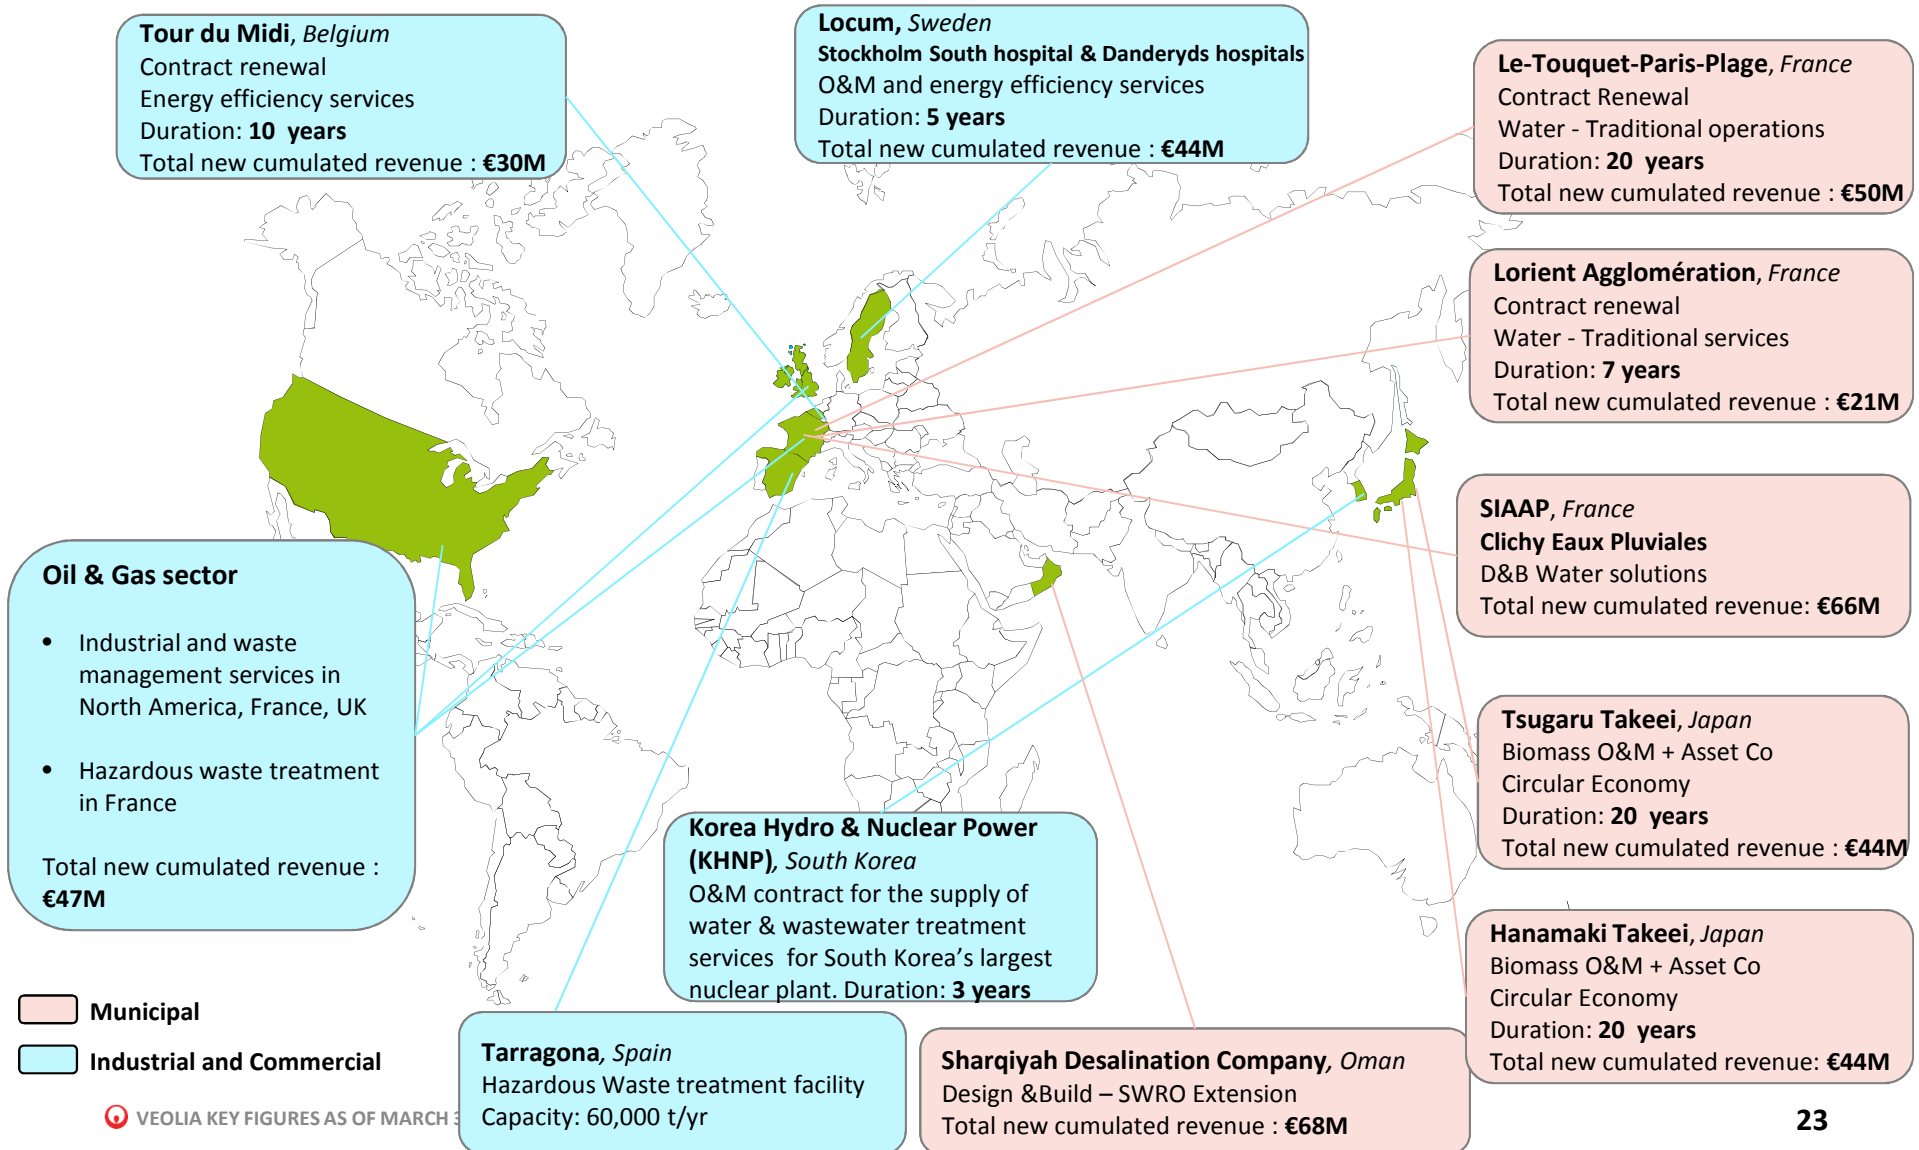 Tour du Midi, Belgium
Contract renewal
Energy efficiency services
Duration: 10 years
Total new cumulated revenue : €30M
Locum, Sweden
Stockholm South hospital & Danderyds hospitals
O&M and energy efficiency services
Duration: 5 years
Total new cumulated revenue : €44M
Le-Touquet-Paris-Plage, France
Contract Renewal
Water - Traditional operations
Duration: 20 years
Total new cumulated revenue : €50M
Lorient Agglomération, France
Contract renewal
Water - Traditional services
Duration: 7 years
Total new cumulated revenue : €21M
SIAAP, France
Clichy Eaux Pluviales
D&B Water solutions
Total new cumulated revenue: €66M
Oil & Gas sector
• Industrial and waste
management services in
North America, France, UK
• Hazardous waste treatment
in France
Total new cumulated revenue :
€47M
Tsugaru Takeei, Japan
Biomass O&M + Asset Co
Circular Economy
Duration: 20 years
Total new cumulated revenue : €44M
Korea Hydro & Nuclear Power
(KHNP), South Korea
O&M contract for the supply of
water & wastewater treatment
services for South Korea's largest
nuclear plant. Duration: 3 years
Hanamaki Takeei, Japan
Biomass O&M + Asset Co
Circular Economy
Duration: 20 years
Total new cumulated revenue: €44M
Municipal
Industrial and Commercial
Tarragona, Spain
Hazardous Waste treatment facility
Capacity: 60,000 t/yr
Sharqiyah Desalination Company, Oman
Design &Build – SWRO Extension
Total new cumulated revenue : €68M
VEOLIA KEY FIGURES AS OF MARCH
23